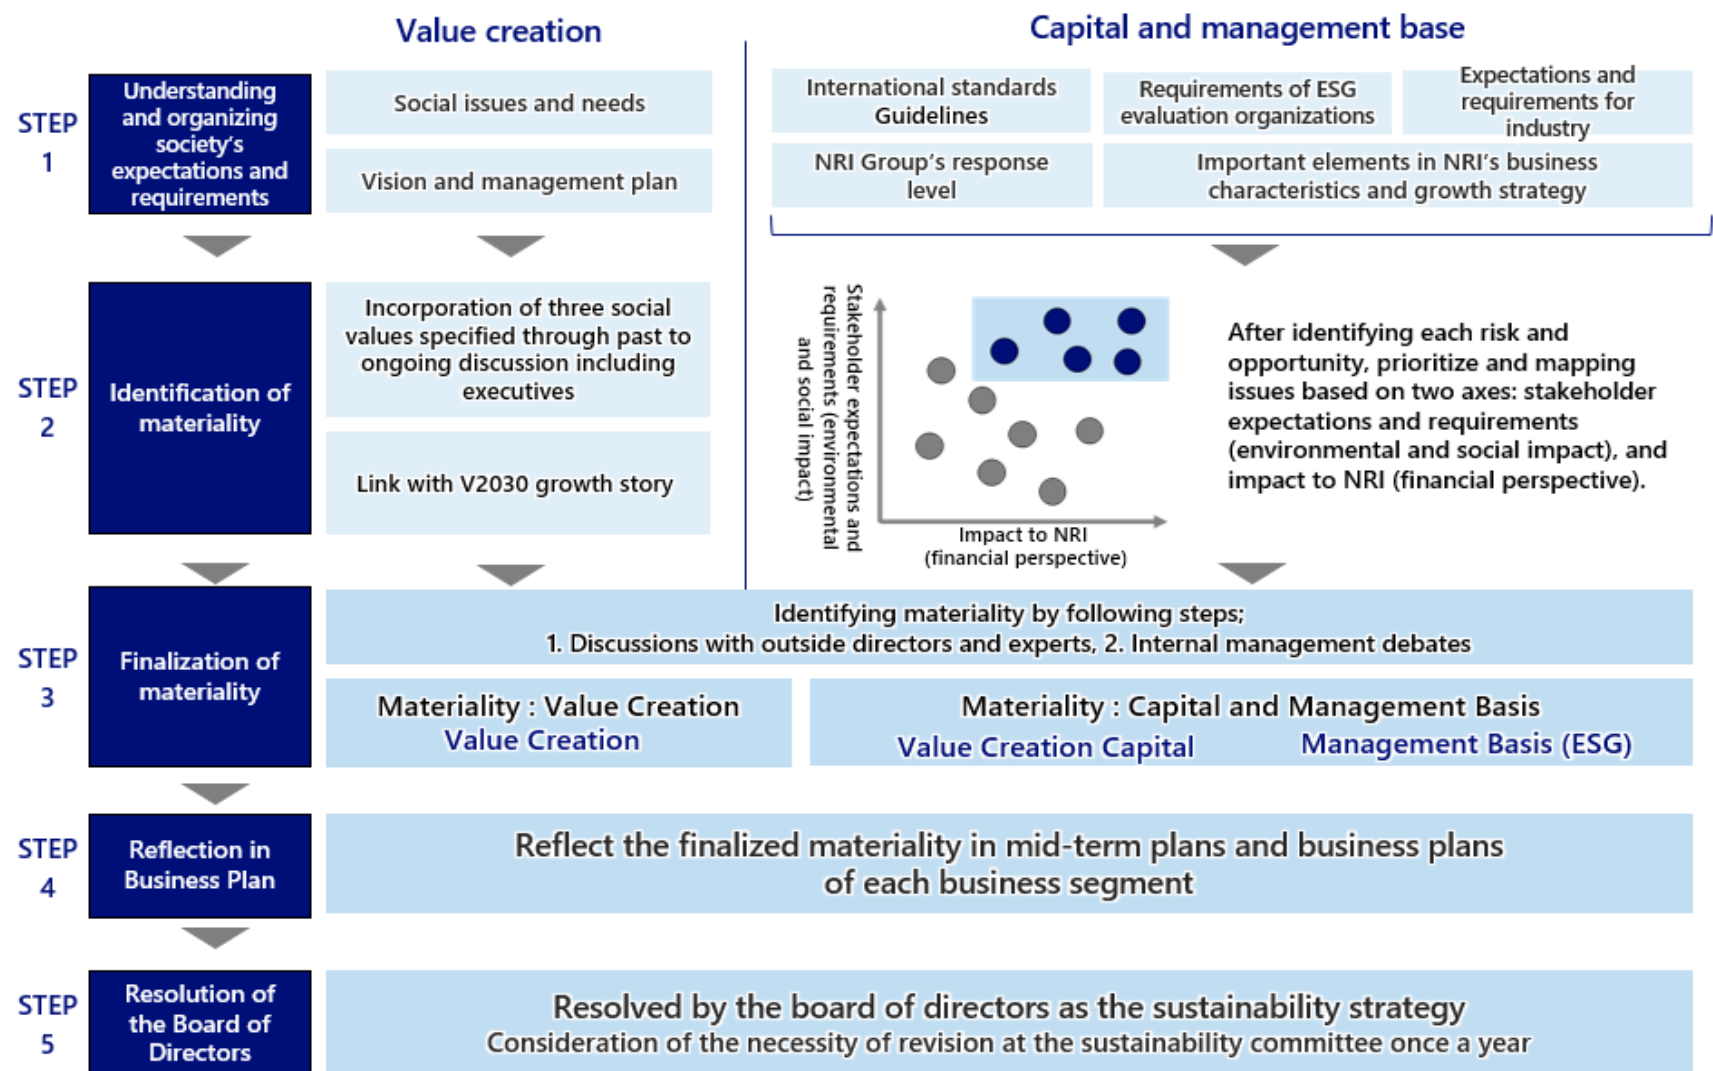 Value creation
Capital and management base
STEP
1
Understanding
and organizing
society's
expectations and
requirements
Social issues and needs
Vision and management plan
International standards
Guidelines
Requirements of ESG
evaluation organizations
Expectations and
requirements for
industry
NRI Group's response
level
Important elements in NRI's business
characteristics and growth strategy
STEP
2
Identification of
materiality
Incorporation of three social
values specified through past to
ongoing discussion including
executives
Link with V2030 growth story
Stakeholder expectations and
requirements (environmental
and social impact)
Impact to NRI
(financial perspective)
After identifying each risk and
opportunity, prioritize and mapping
issues based on two axes: stakeholder
expectations and requirements
(environmental and social impact), and
impact to NRI (financial perspective).
STEP
3
Finalization of
materiality
Identifying materiality by following steps;
1. Discussions with outside directors and experts, 2. Internal management debates
Materiality : Value Creation
Value Creation
Materiality : Capital and Management Basis
Value Creation Capital
Management Basis (ESG)
STEP
4
Reflection in
Business Plan
Reflect the finalized materiality in mid-term plans and business plans
of each business segment
STEP
5
Resolution of
the Board of
Directors
Resolved by the board of directors as the sustainability strategy
Consideration of the necessity of revision at the sustainability committee once a year